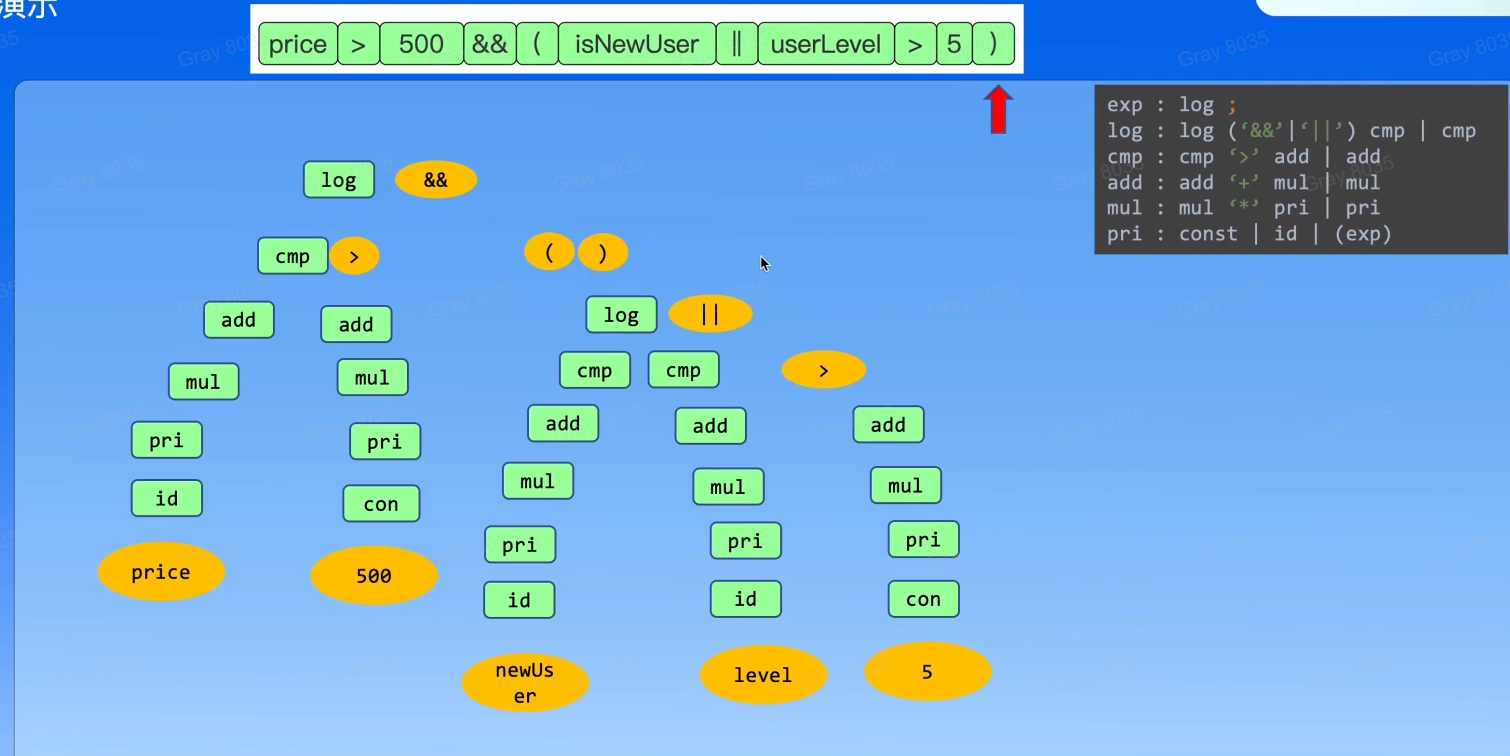 演示
price > 500 && ( isNewUser || userLevel > 5 )
exp : log ;
log : log (‘&&’|‘||’) cmp | cmp
cmp : cmp ‘>’ add | add
add : add ‘+’ mul | mul
mul : mul ‘*’ pri | pri
pri : const | id | (exp)
log &&
cmp > ( )
add add log ||
mul mul cmp cmp >
pri pri add add add
id con mul mul mul
price 500 pri pri pri
id id con
newUs
er level 5
Gray 8035